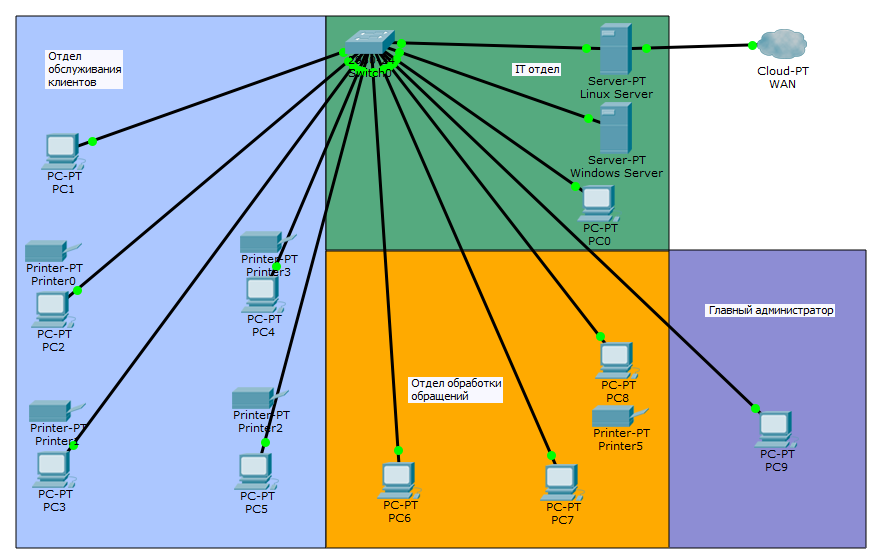 Отдел
обслуживания
клиентов
Switch0
IT отдел
Server-PT
Linux Server
Cloud-PT
WAN
Server-PT
Windows Server
PC-PT
PC1
PC-PT
PC0
Printer-PT
Printer0
Printer-PT
Printer3
PC-PT
PC2
PC-PT
PC4
Главный администратор
Отдел обработки
обращений
PC-PT
PC8
Printer-PT
Printer1
Printer-PT
Printer2
Printer-PT
Printer5
PC-PT
PC3
PC-PT
PC5
PC-PT
PC6
PC-PT
PC7
PC-PT
PC9